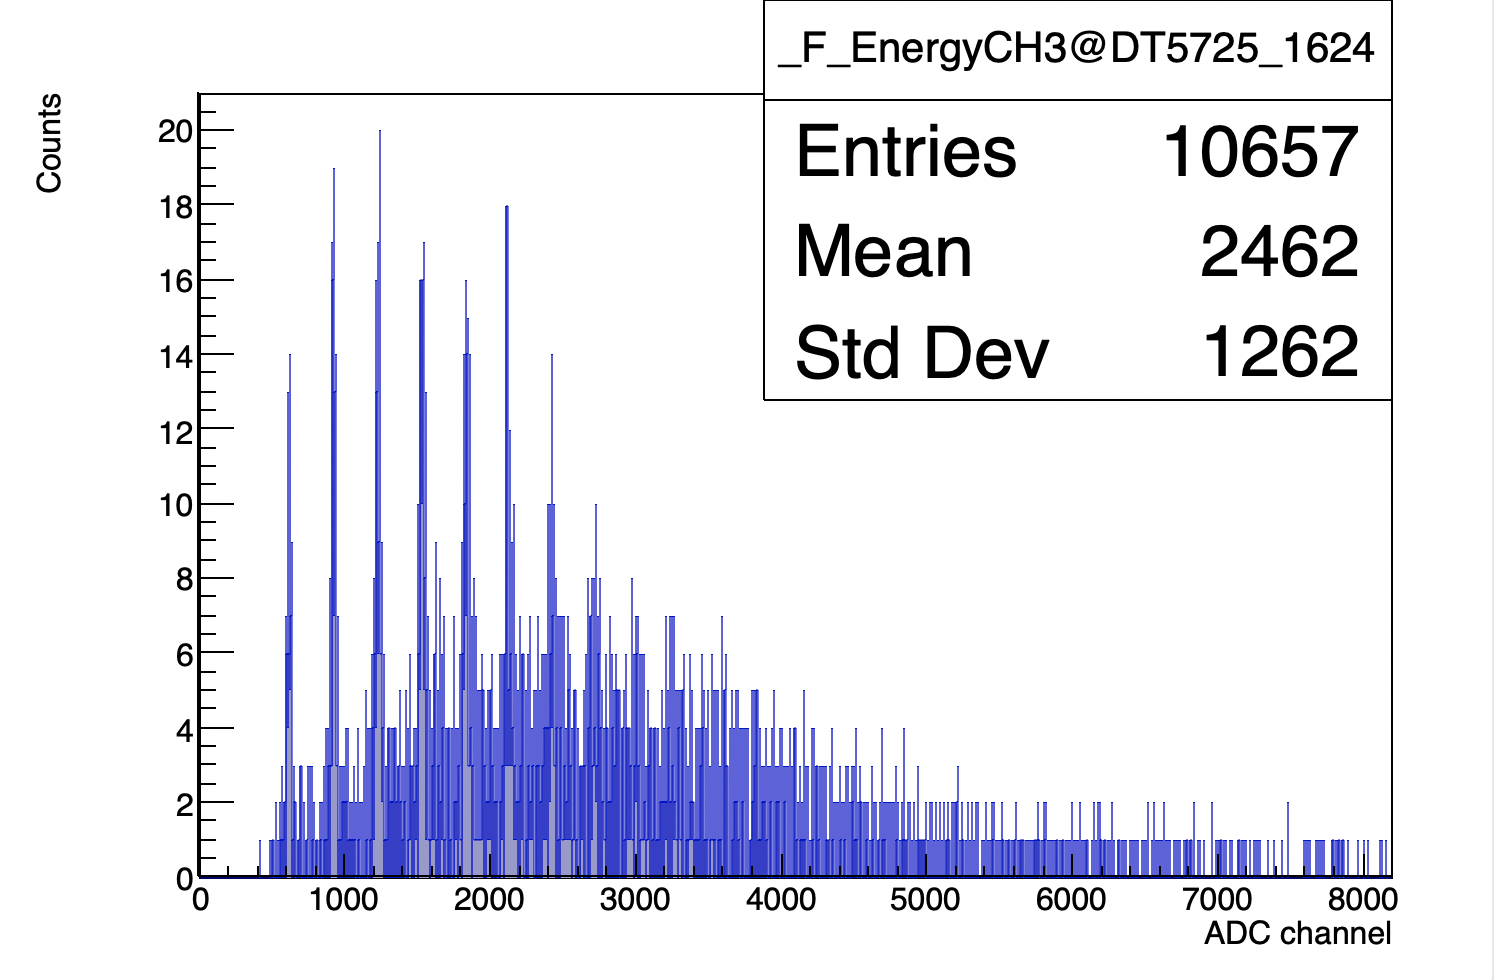 _F_EnergyCH3@DT5725_1624
Entries 10657
Mean 2462
Std Dev 1262
Counts
20
18
16
14
12
10
8
6
4
2
0
0 1000 2000 3000 4000 5000 6000 7000 8000
ADC channel